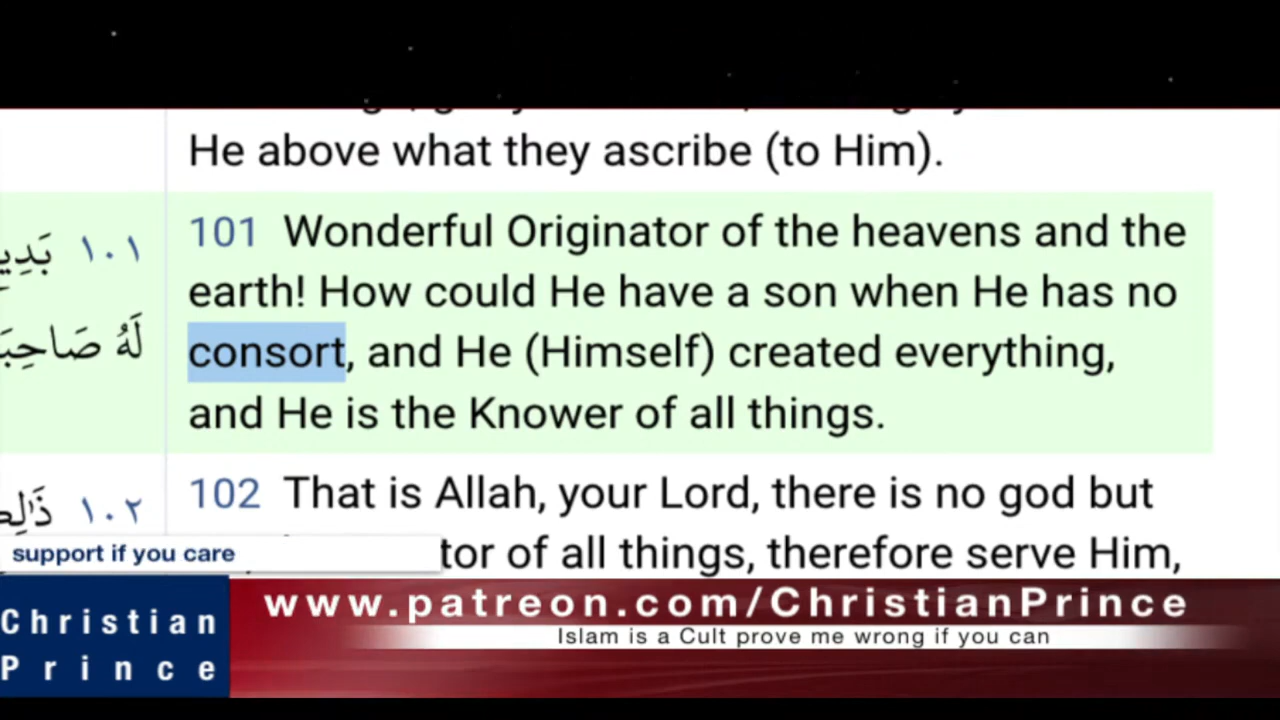 He above what they ascribe (to Him).
١٠١
101 Wonderful Originator of the heavens and the
earth! How could He have a son when He has no
لَهُ
consort, and He (Himself) created everything,
and He is the Knower of all things.
١٠٢
102 That is Allah, your Lord, there is no god but
of all things, therefore serve Him,
support if you care
Christian
Prince
www.patreon.com/ChristianPrince
Islam is a Cult prove me wrong if you can